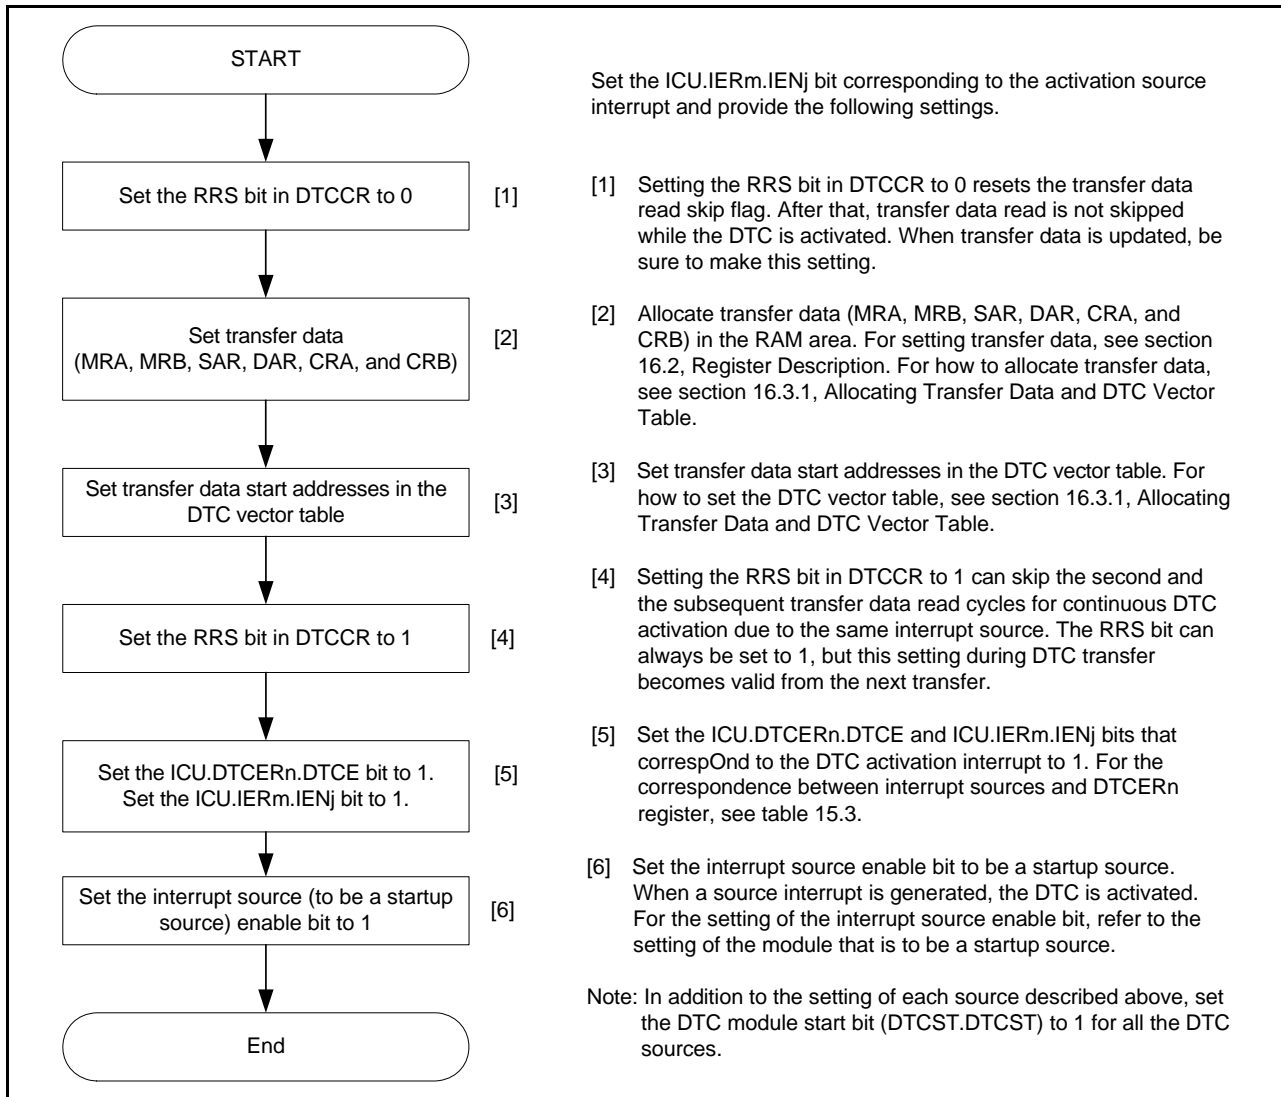 START
Set the RRS bit in DTCCR to 0
[1]
Set transfer data
(MRA, MRB, SAR, DAR, CRA, and CRB)
[2]
Set transfer data start addresses in the
DTC vector table
[3]
Set the RRS bit in DTCCR to 1
[4]
Set the ICU.DTCERn.DTCE bit to 1.
Set the ICU.IERm.IENj bit to 1.
[5]
Set the interrupt source (to be a startup
source) enable bit to 1
[6]
End
Set the ICU.IERm.IENj bit corresponding to the activation source
interrupt and provide the following settings.
[1] Setting the RRS bit in DTCCR to 0 resets the transfer data
read skip flag. After that, transfer data read is not skipped
while the DTC is activated. When transfer data is updated, be
sure to make this setting.
[2] Allocate transfer data (MRA, MRB, SAR, DAR, CRA, and
CRB) in the RAM area. For setting transfer data, see section
16.2, Register Description. For how to allocate transfer data,
see section 16.3.1, Allocating Transfer Data and DTC Vector
Table.
[3] Set transfer data start addresses in the DTC vector table. For
how to set the DTC vector table, see section 16.3.1, Allocating
Transfer Data and DTC Vector Table.
[4] Setting the RRS bit in DTCCR to 1 can skip the second and
the subsequent transfer data read cycles for continuous DTC
activation due to the same interrupt source. The RRS bit can
always be set to 1, but this setting during DTC transfer
becomes valid from the next transfer.
[5] Set the ICU.DTCERn.DTCE and ICU.IERm.IENj bits that
correspOnd to the DTC activation interrupt to 1. For the
correspondence between interrupt sources and DTCERn
register, see table 15.3.
[6] Set the interrupt source enable bit to be a startup source.
When a source interrupt is generated, the DTC is activated.
For the setting of the interrupt source enable bit, refer to the
setting of the module that is to be a startup source.
Note: In addition to the setting of each source described above, set
the DTC module start bit (DTCST.DTCST) to 1 for all the DTC
sources.